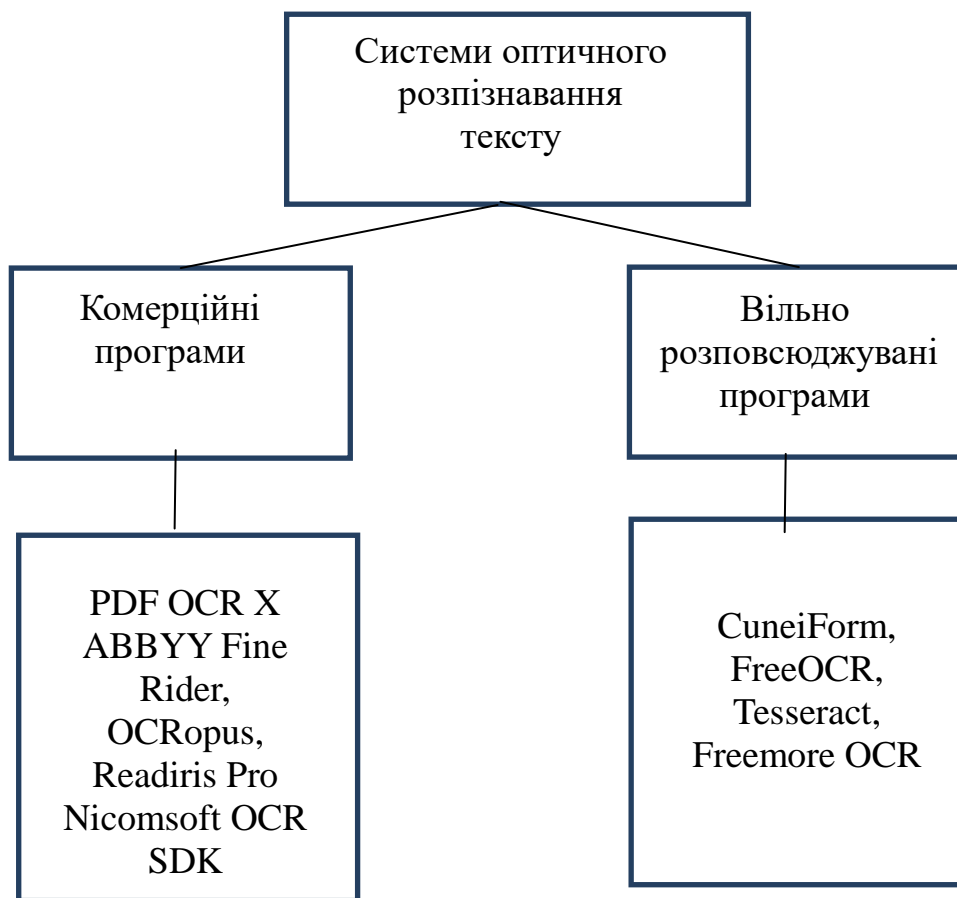 Системи оптичного
розпізнавання
тексту
Комерційні
програми
Вільно
розповсюджувані
програми
PDF OCR X
ABBYY Fine
Rider,
OCRopus,
Readiris Pro
Nicomsoft OCR
SDK
CuneiForm,
FreeOCR,
Tesseract,
Freemore OCR